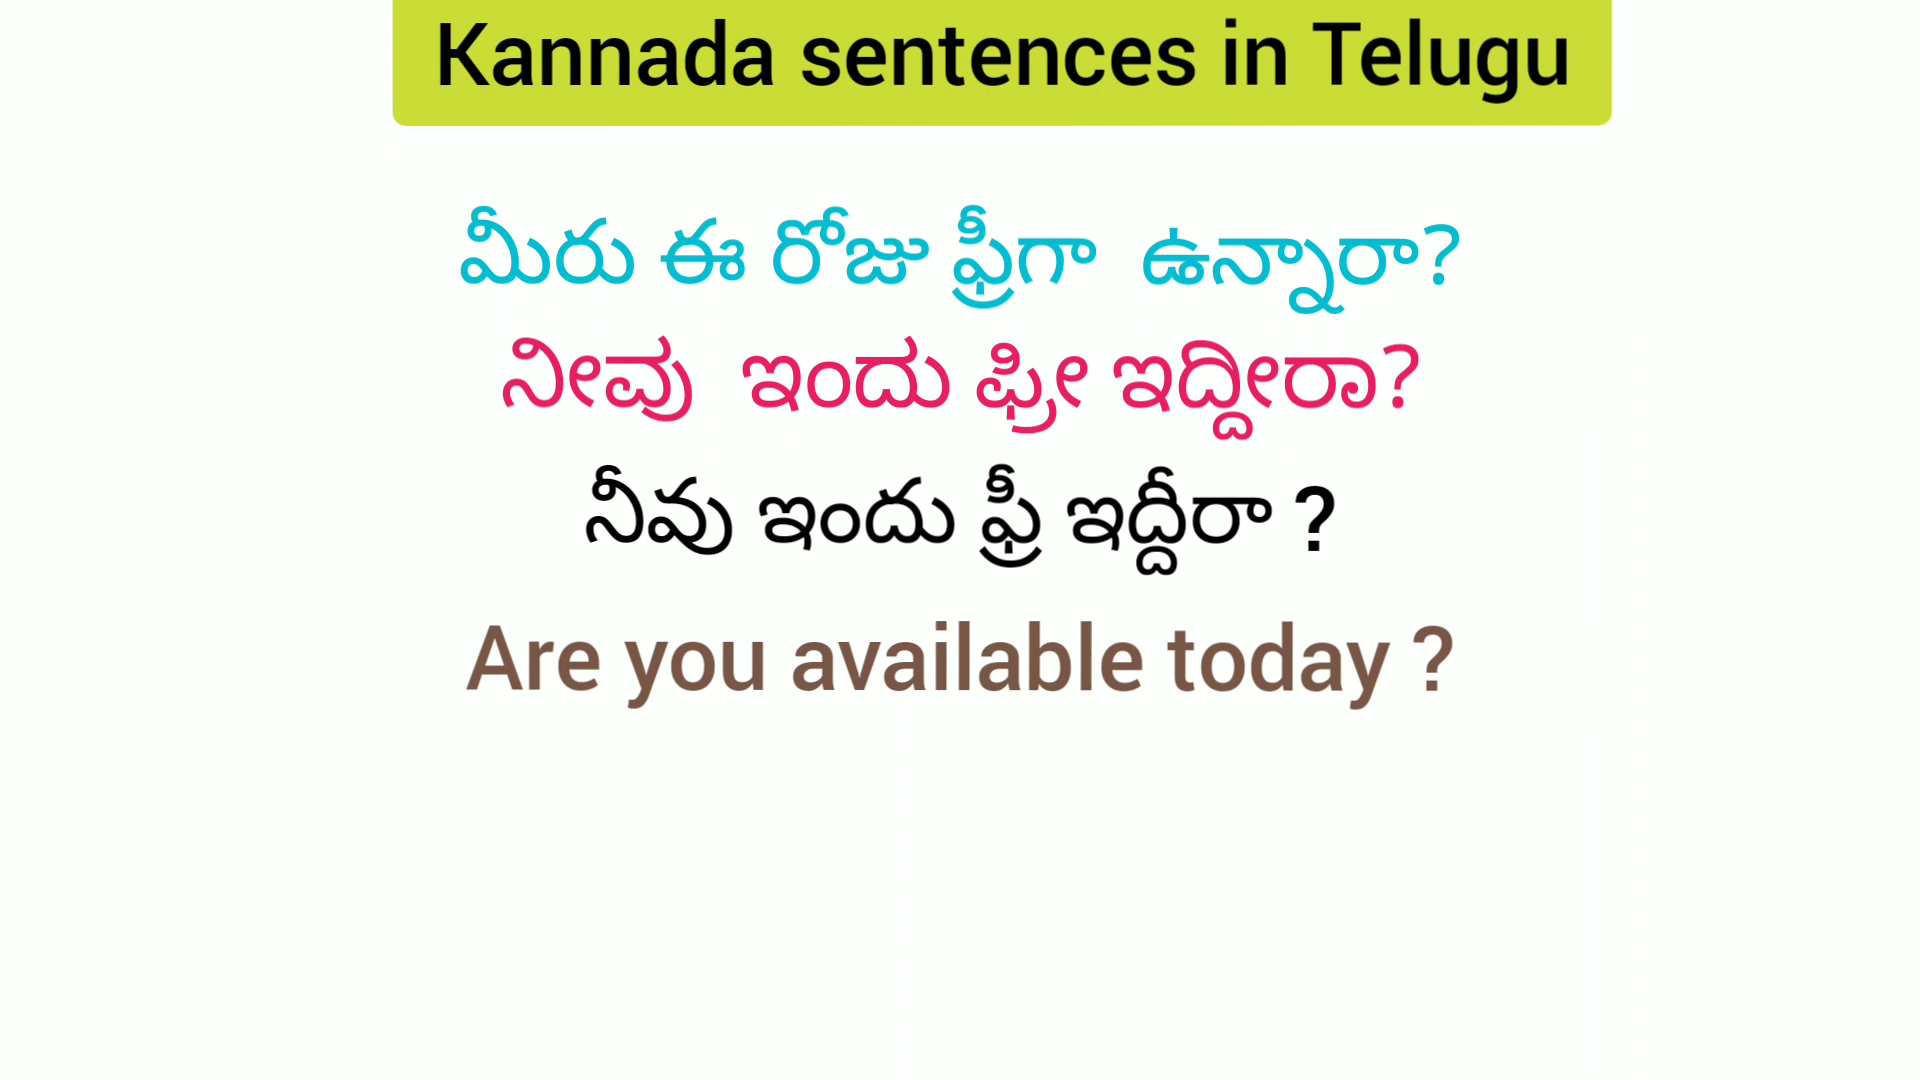 Kannada sentences in Telugu
మీరు ఈ రోజు ఫ్రీగా ఉన్నారా?
ನೀವು ಇಂದು ಫ್ರೀ ಇದ್ದೀರಾ?
నీవు ఇందు ఫ్రీ ఇద్దీరా ?
Are you available today ?